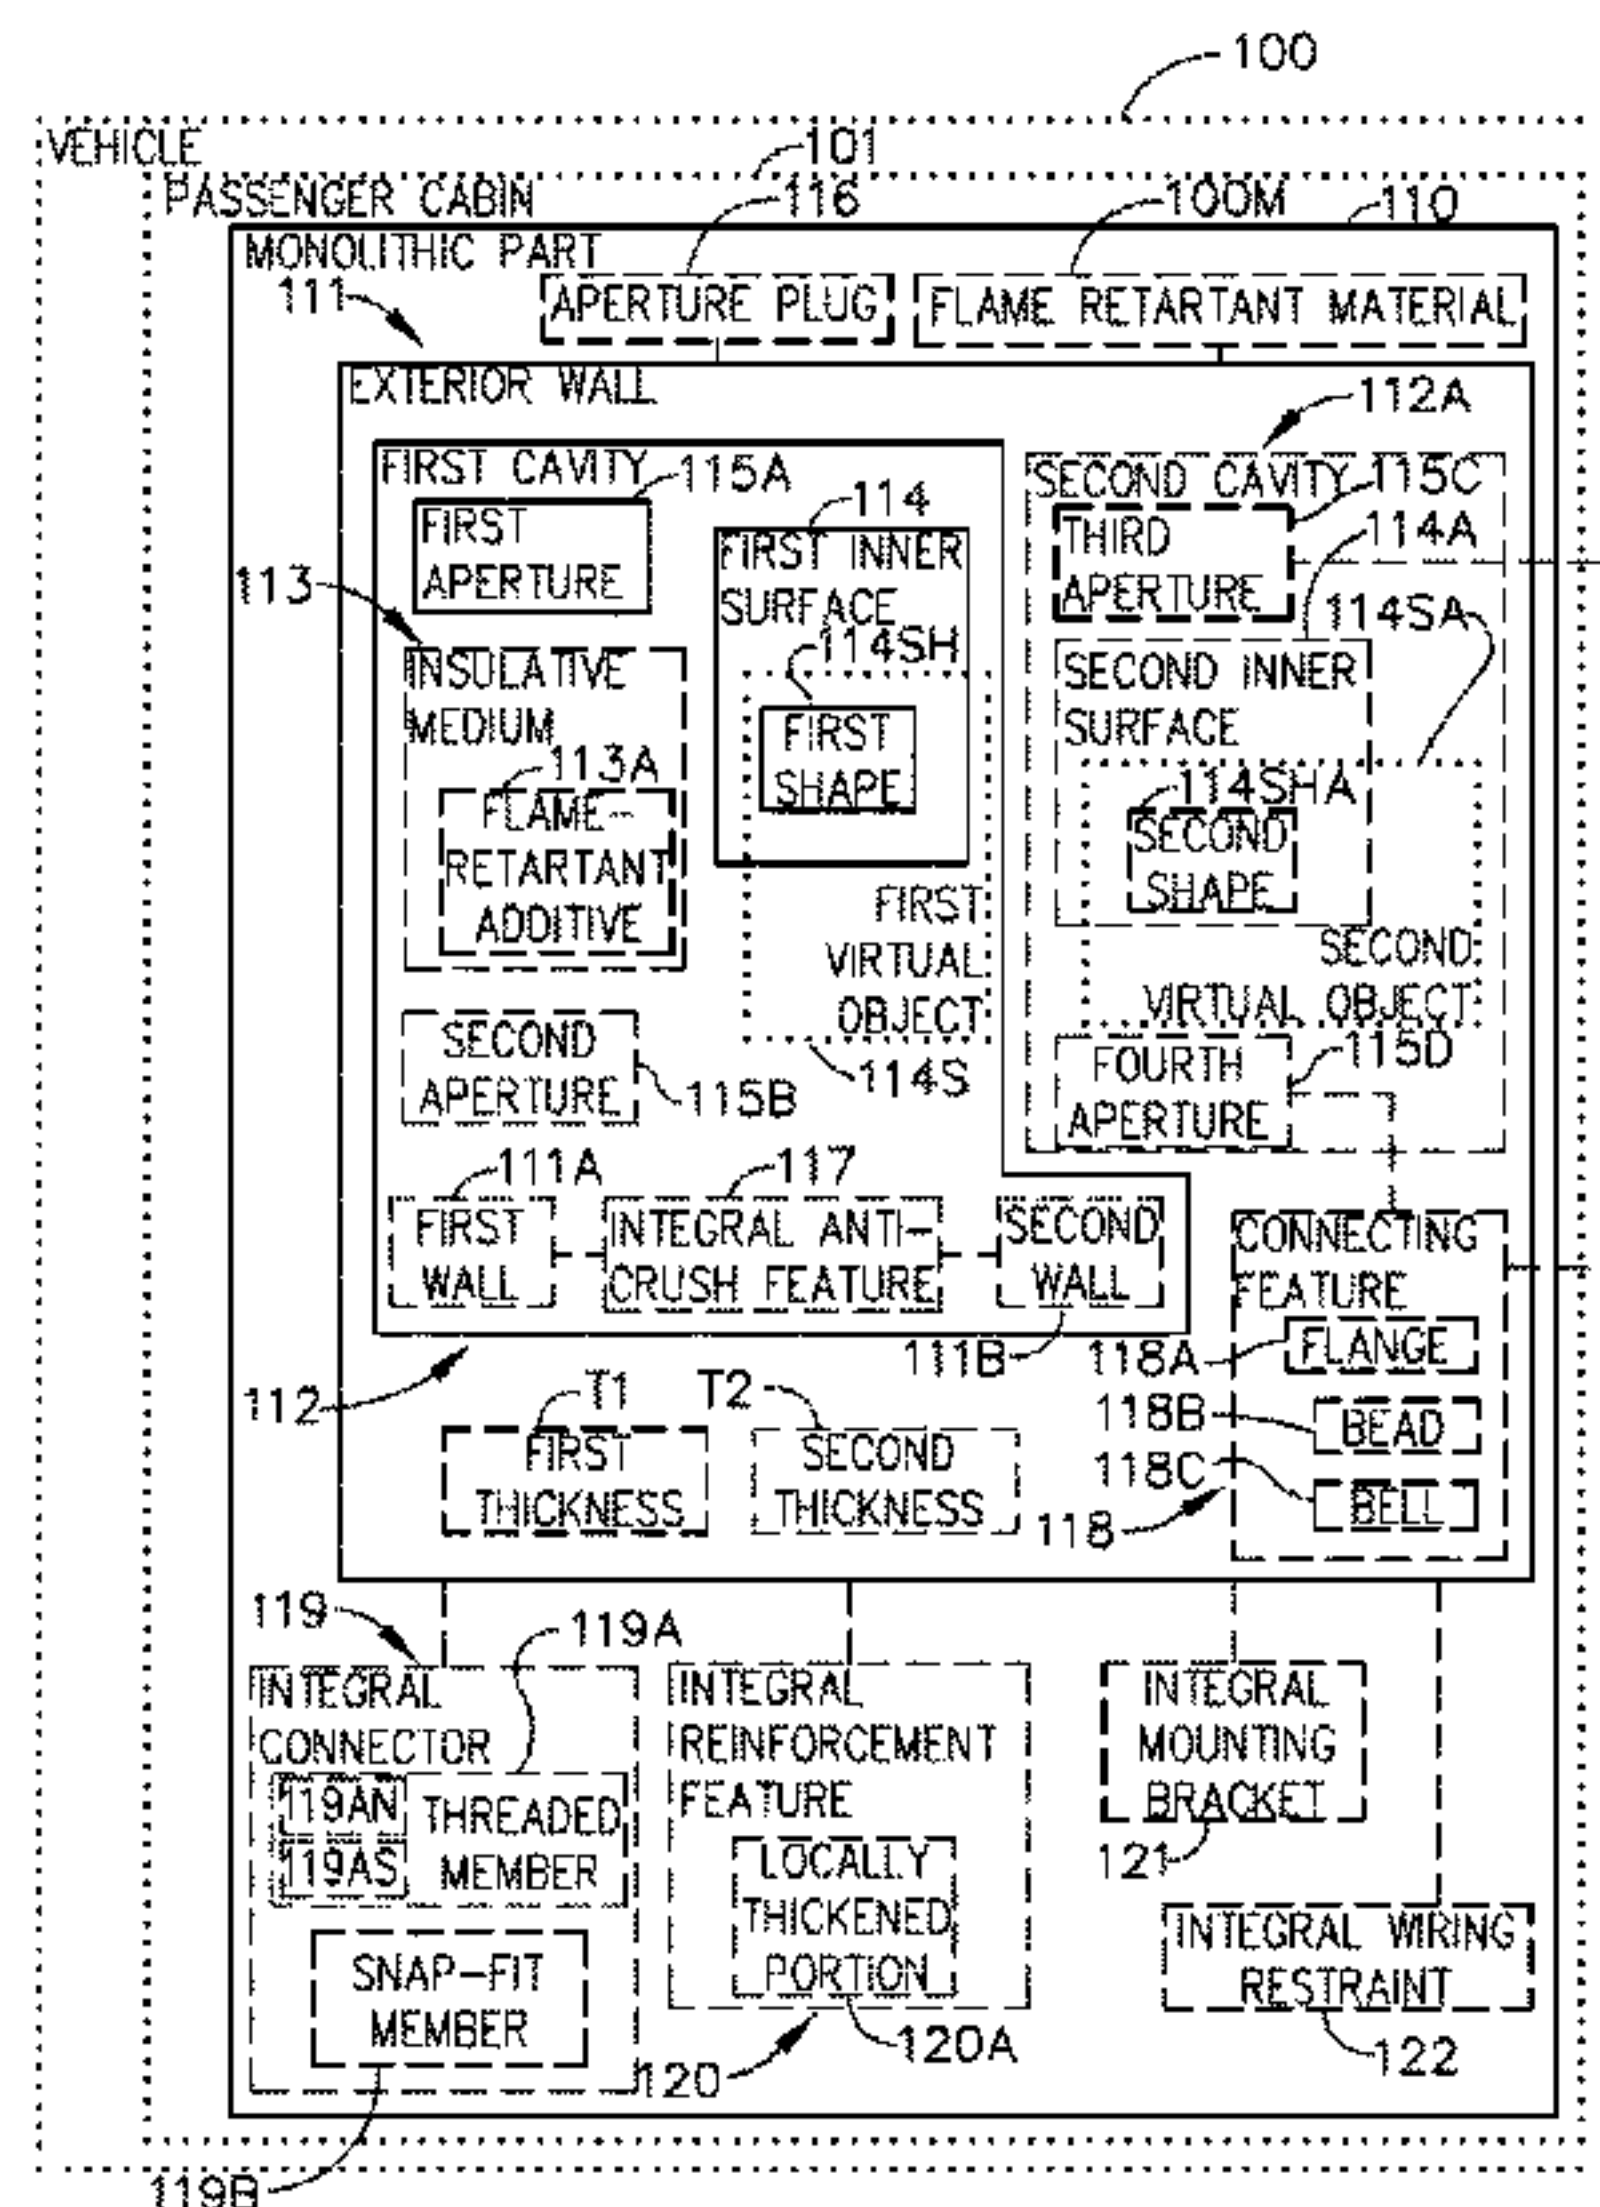 100
VEHICLE
101
PASSENGER CABIN
116
100M
110
MONOLITHIC PART
111
APERTURE PLUG
FLAME RETARTANT MATERIAL
EXTERIOR WALL
112A
FIRST CAVITY
115A
114
SECOND CAVITY
115C
FIRST
APERTURE
FIRST INNER
SURFACE
THIRD
APERTURE
114A
113
114SH
114SA
INSULATIVE
MEDIUM
SECOND INNER
SURFACE
FIRST
SHAPE
113A
114SHA
FLAME-
RETARTANT
ADDITIVE
SECOND
SHAPE
FIRST
VIRTUAL
OBJECT
SECOND
VIRTUAL OBJECT
SECOND
APERTURE
115B
114S
FOURTH
APERTURE
115D
111A
117
FIRST
WALL
INTEGRAL ANTI-
CRUSH FEATURE
SECOND
WALL
CONNECTING
FEATURE
111B
118A
FLANGE
112
T1
T2
118B
BEAD
FIRST
THICKNESS
SECOND
THICKNESS
118C
BELL
118
119
119A
INTEGRAL
CONNECTOR
INTEGRAL
REINFORCEMENT
FEATURE
INTEGRAL
MOUNTING
BRACKET
119AN
119AS
THREADED
MEMBER
121
LOCALLY
THICKENED
PORTION
INTEGRAL WIRING
RESTRAINT
SNAP-FIT
MEMBER
120A
120
122
119B